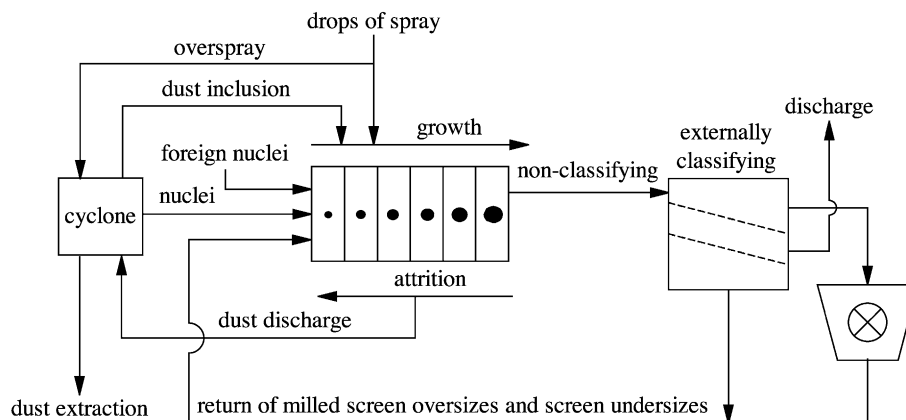 drops of spray
overspray
dust inclusion
discharge
growth
externally
classifying
foreign nuclei
non-classifying
nuclei
cyclone
attrition
dust discharge
dust extraction
return of milled screen oversizes and screen undersizes